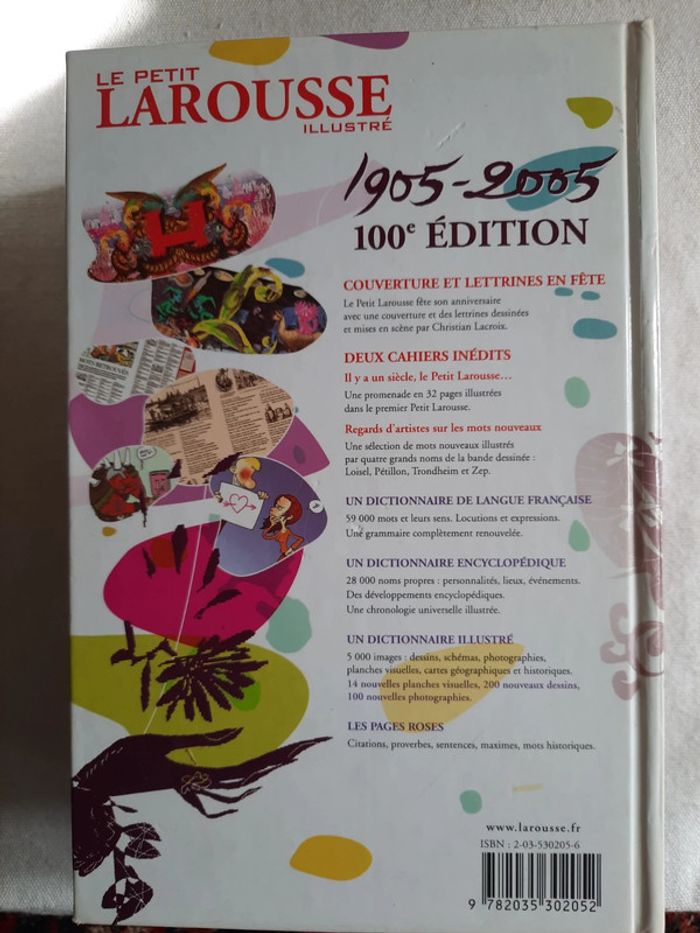 LE PETIT
LAROUSSE
ILLUSTRÉ
1905-2005
100e ÉDITION
COUVERTURE ET LETTRINES EN FÊTE
Le Petit Larousse fête son anniversaire
avec une couverture et des lettrines dessinées
et mises en scène par Christian Lacroix.
DEUX CAHIERS INÉDITS
Il y a un siècle, le Petit Larousse…
Une promenade en 32 pages illustrées
dans le premier Petit Larousse.
Regards d'artistes sur les mots nouveaux
Une sélection de mots nouveaux illustrés
par quatre grands noms de la bande dessinée :
Loisel, Pétillon, Trondheim et Zep.
UN DICTIONNAIRE DE LANGUE FRANÇAISE
59 000 mots et leurs sens. Locutions et expressions.
Une grammaire complètement renouvelée.
UN DICTIONNAIRE ENCYCLOPÉDIQUE
28 000 noms propres : personnalités, lieux, événements.
Des développements encyclopédiques.
Une chronologie universelle illustrée.
UN DICTIONNAIRE ILLUSTRÉ
5 000 images : dessins, schémas, photographies,
planches visuelles, cartes géographiques et historiques.
14 nouvelles planches visuelles, 200 nouveaux dessins,
100 nouvelles photographies.
LES PAGES ROSES
Citations, proverbes, sentences, maximes, mots historiques.
www.larousse.fr
ISBN : 2-03-530205-6
9 782035 302052
MOTS RETROUVÉS